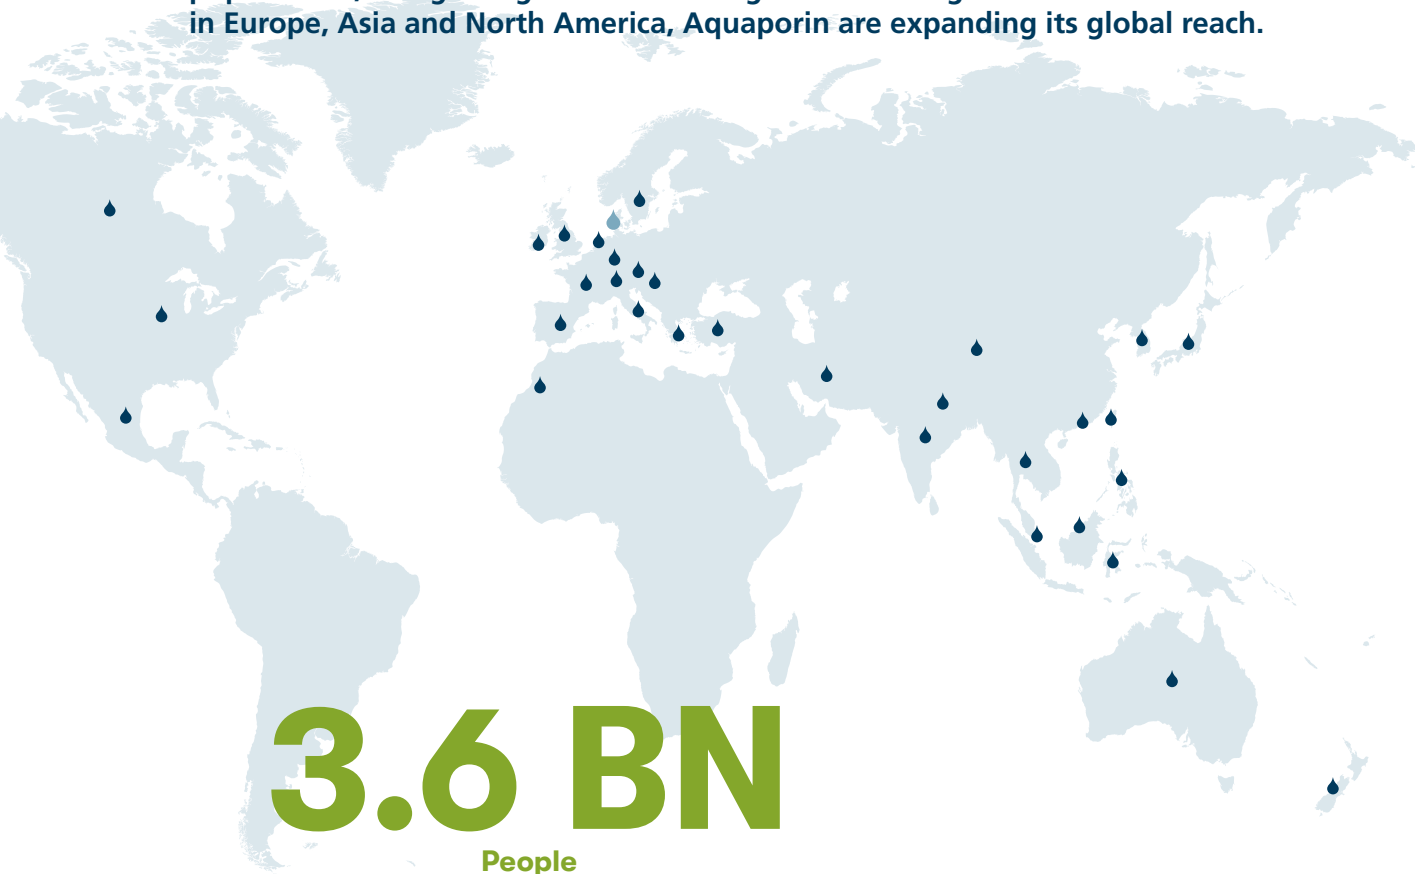 in Europe, Asia and North America, Aquaporin are expanding its global reach.
3.6 BN
People